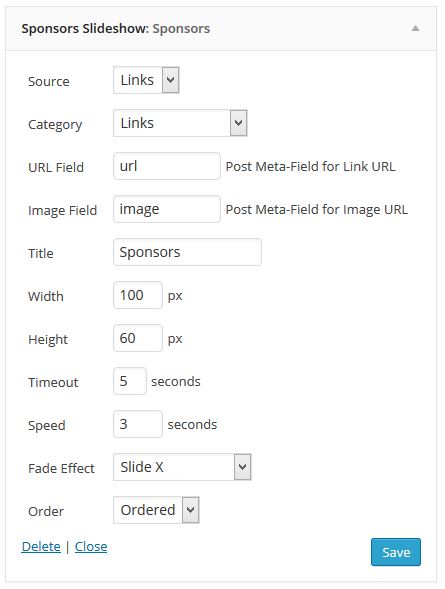 Sponsors Slideshow: Sponsors
Source Links
Category Links
URL Field url Post Meta-Field for Link URL
Image Field image Post Meta-Field for Image URL
Title Sponsors
Width 100 px
Height 60 px
Timeout 5 seconds
Speed 3 seconds
Fade Effect Slide X
Order Ordered
Delete | Close Save